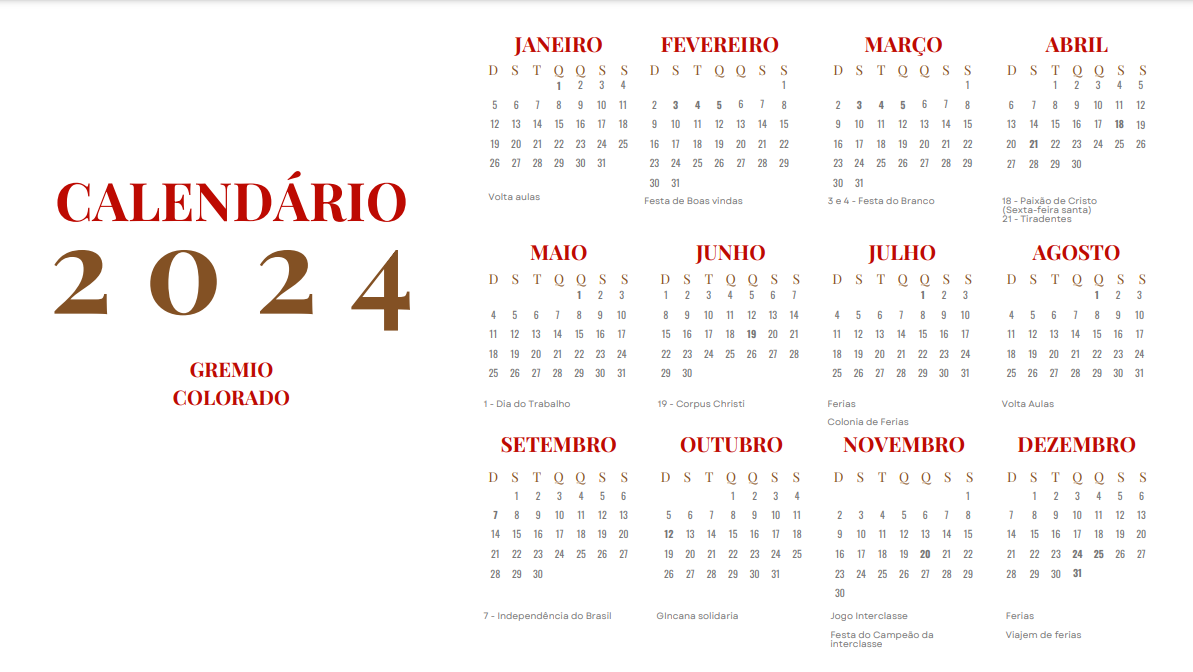 CALENDÁRIO
2024
GREMIO
COLORADO
JANEIRO
D S T Q Q S S
1 2 3 4
5 6 7 8 9 10 11
12 13 14 15 16 17 18
19 20 21 22 23 24 25
26 27 28 29 30 31
Volta aulas
FEVEREIRO
D S T Q Q S S
1
2 3 4 5 6 7 8
9 10 11 12 13 14 15
16 17 18 19 20 21 22
23 24 25 26 27 28 29
30 31
Festa de Boas vindas
MARÇO
D S T Q Q S S
1
2 3 4 5 6 7 8
9 10 11 12 13 14 15
16 17 18 19 20 21 22
23 24 25 26 27 28 29
30 31
3 e 4 - Festa do Branco
ABRIL
D S T Q Q S S
1 2 3 4 5
6 7 8 9 10 11 12
13 14 15 16 17 18 19
20 21 22 23 24 25 26
27 28 29 30
18 - Paixão de Cristo
(Sexta-feira santa)
21 - Tiradentes
MAIO
D S T Q Q S S
1 2 3
4 5 6 7 8 9 10
11 12 13 14 15 16 17
18 19 20 21 22 23 24
25 26 27 28 29 30 31
1 - Dia do Trabalho
JUNHO
D S T Q Q S S
1 2 3 4 5 6 7
8 9 10 11 12 13 14
15 16 17 18 19 20 21
22 23 24 25 26 27 28
29 30
19 - Corpus Christi
JULHO
D S T Q Q S S
1 2 3
4 5 6 7 8 9 10
11 12 13 14 15 16 17
18 19 20 21 22 23 24
25 26 27 28 29 30 31
Ferias
Colonia de Ferias
AGOSTO
D S T Q Q S S
1 2 3
4 5 6 7 8 9 10
11 12 13 14 15 16 17
18 19 20 21 22 23 24
25 26 27 28 29 30 31
Volta Aulas
SETEMBRO
D S T Q Q S S
1 2 3 4 5 6
7 8 9 10 11 12 13
14 15 16 17 18 19 20
21 22 23 24 25 26 27
28 29 30
7 - Independência do Brasil
OUTUBRO
D S T Q Q S S
1 2 3 4
5 6 7 8 9 10 11
12 13 14 15 16 17 18
19 20 21 22 23 24 25
26 27 28 29 30 31
GIncana solidaria
NOVEMBRO
D S T Q Q S S
1
2 3 4 5 6 7 8
9 10 11 12 13 14 15
16 17 18 19 20 21 22
23 24 25 26 27 28 29
30
Jogo Interclasse
Festa do Campeão da
interclasse
DEZEMBRO
D S T Q Q S S
1 2 3 4 5 6
7 8 9 10 11 12 13
14 15 16 17 18 19 20
21 22 23 24 25 26 27
28 29 30 31
Ferias
Viajem de ferias